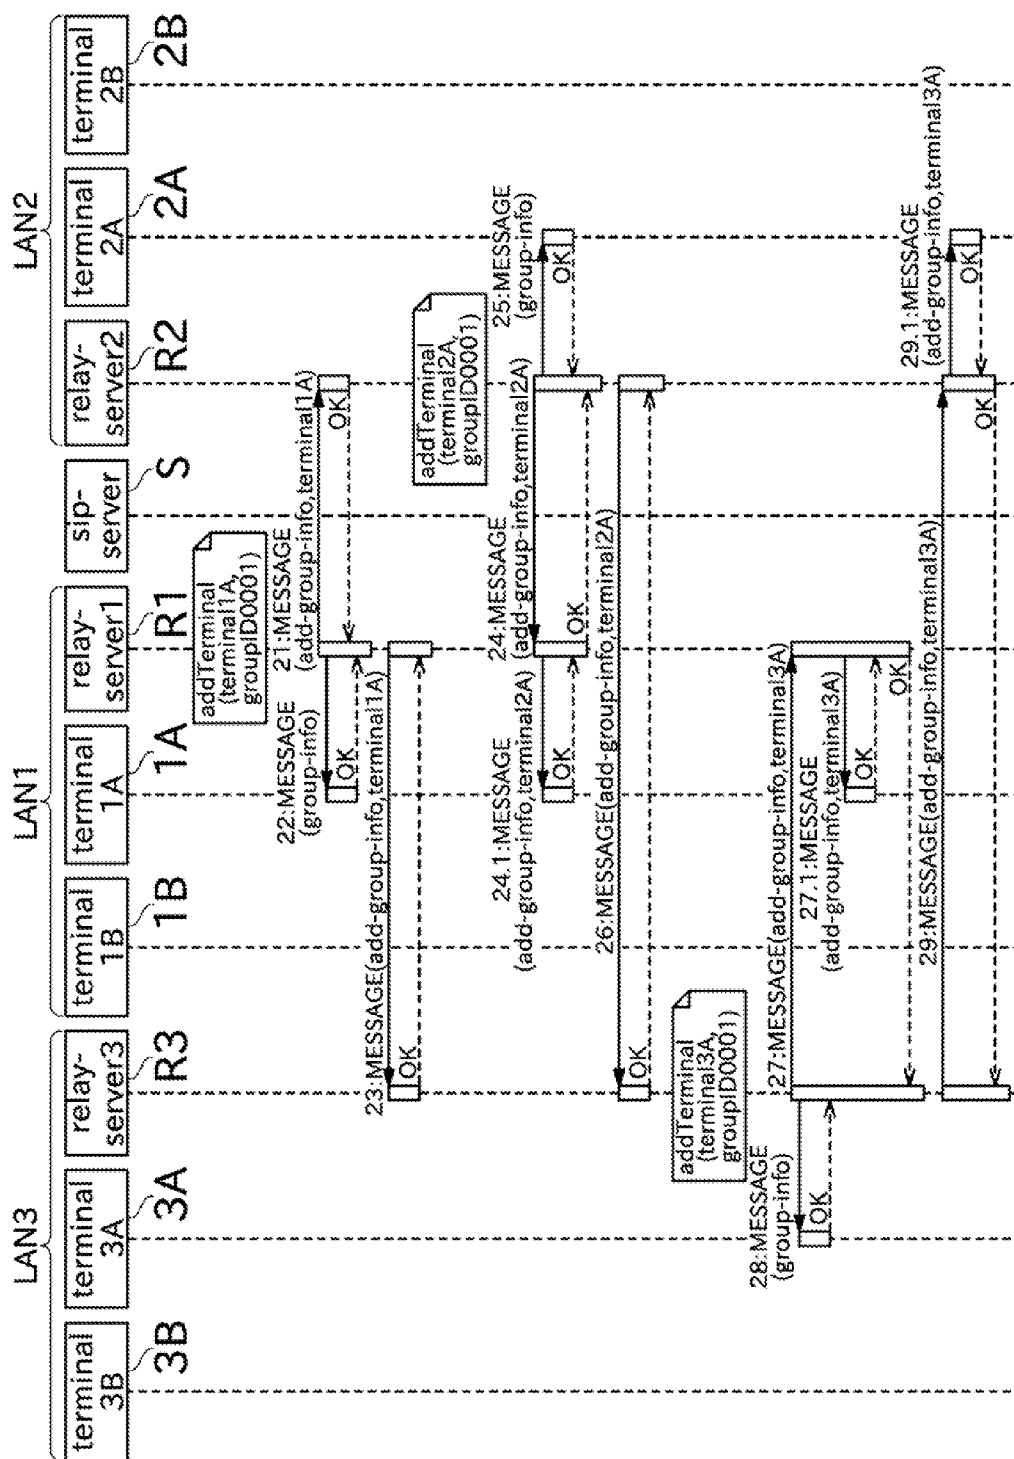 LAN3
LAN1
LAN2
terminal
3B
3B
terminal
3A
3A
relay-
server3
R3
terminal
1B
1B
terminal
1A
1A
relay-
server1
R1
sip-
server
S
relay-
server2
R2
terminal
2A
2A
terminal
2B
2B
addTerminal
(terminal1A,
groupID0001)
21:MESSAGE
(add-group-info,terminal1A)
OK
22:MESSAGE
(group-info)
OK
23:MESSAGE(add-group-info,terminal1A)
OK
addTerminal
(terminal2A,
groupID0001)
24:MESSAGE
(add-group-info,terminal2A)
OK
25:MESSAGE
(group-info)
OK
24.1:MESSAGE
(add-group-info,terminal2A)
OK
26:MESSAGE(add-group-info,terminal2A)
OK
addTerminal
(terminal3A,
groupID0001)
27:MESSAGE(add-group-info,terminal3A)
28:MESSAGE
(group-info)
OK
27.1:MESSAGE
(add-group-info,terminal3A)
OK
OK
29:MESSAGE(add-group-info,terminal3A)
29.1:MESSAGE
(add-group-info,terminal3A)
OK
OK